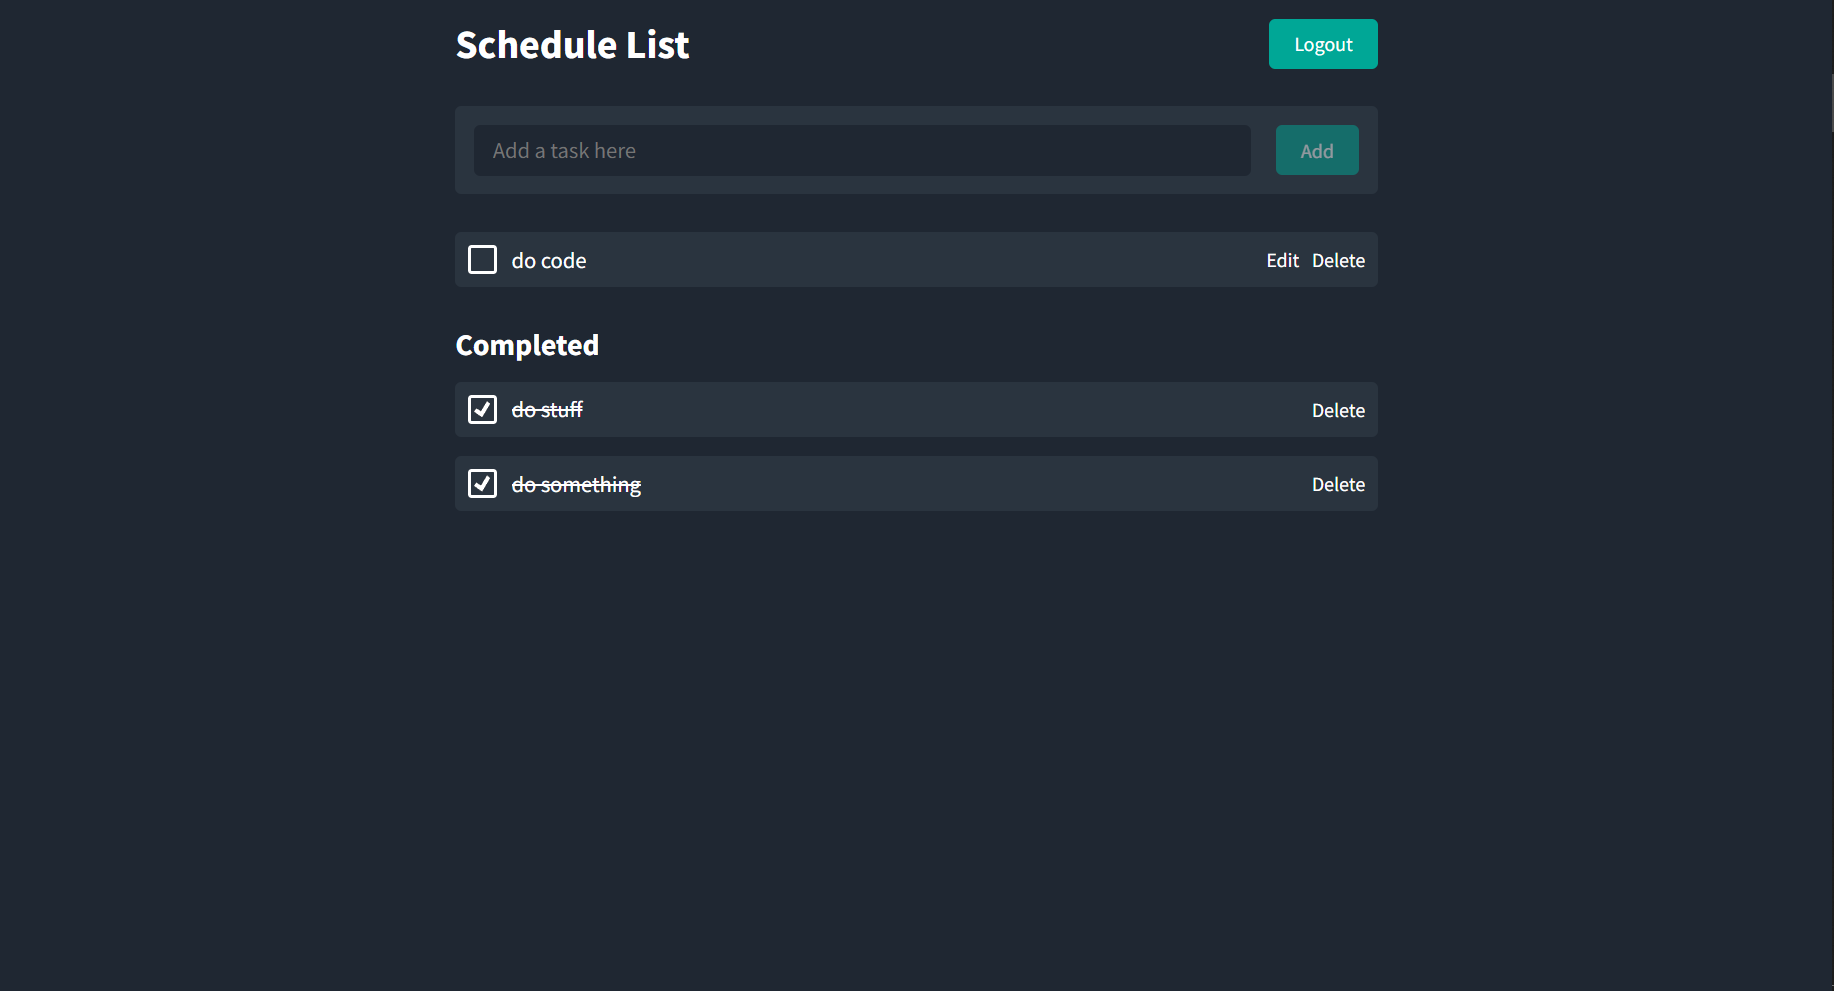 Schedule List
Logout
Add a task here
Add
do code
Edit Delete
Completed
do stuff
Delete
do something
Delete